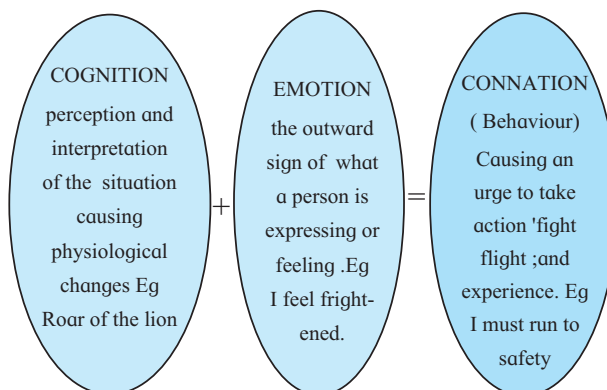 COGNITION
perception and
interpretation
of the situation
causing
physiological
changes Eg
Roar of the lion
+
EMOTION
the outward
sign of what
a person is
expressing or
feeling .Eg
I feel fright-
ened.
=
CONNATION
( Behaviour)
Causing an
urge to take
action 'fight
flight ;and
experience. Eg
I must run to
safety